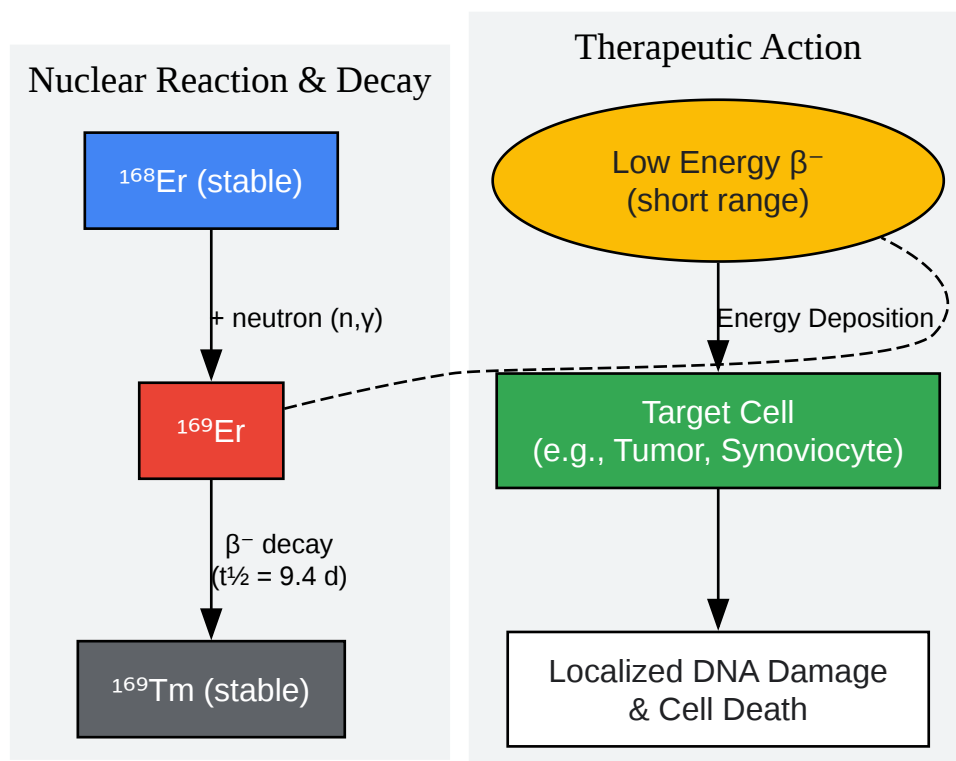 Nuclear Reaction & Decay
¹⁶⁸Er (stable)
+ neutron (n,γ)
¹⁶⁹Er
β⁻ decay
(t½ = 9.4 d)
¹⁶⁹Tm (stable)
Therapeutic Action
Low Energy β⁻
(short range)
Energy Deposition
Target Cell
(e.g., Tumor, Synoviocyte)
Localized DNA Damage
& Cell Death